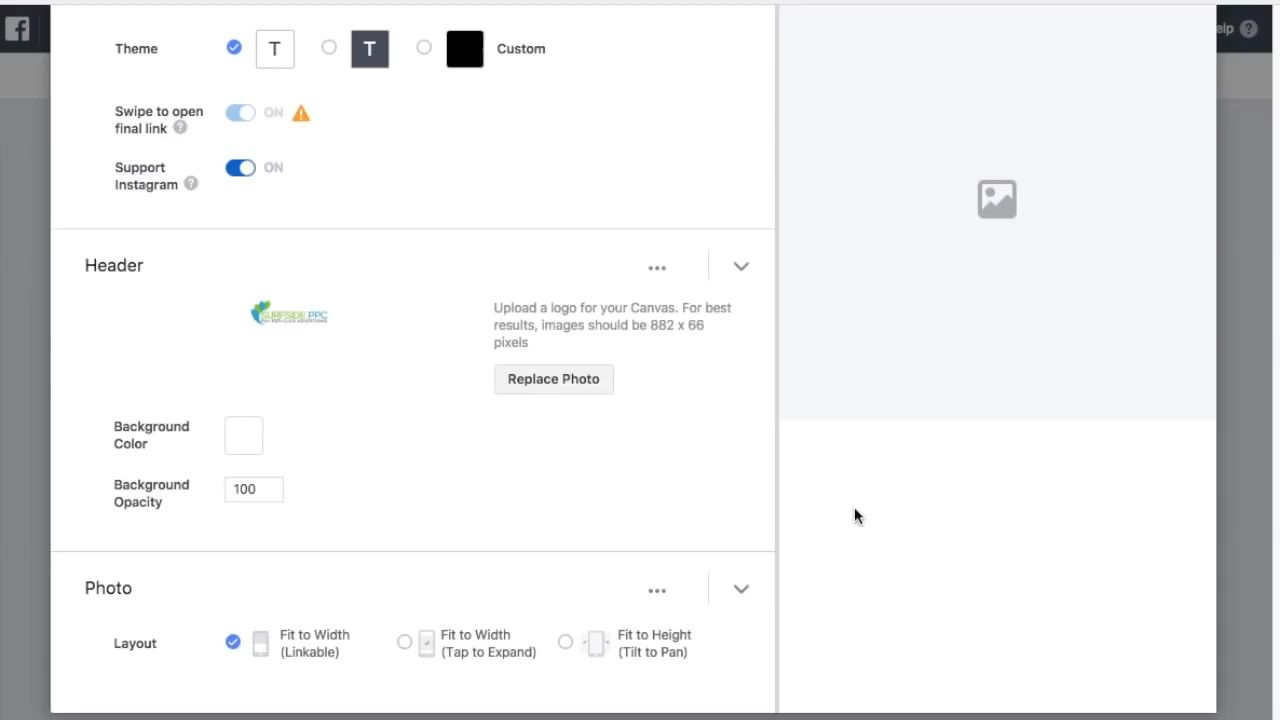 elp
Theme T T Custom
Swipe to open
final link
ON
Support
Instagram
ON
Header
SURFSIDE PPC
Upload a logo for your Canvas. For best
results, images should be 882 x 66
pixels
Replace Photo
Background
Color
Background
Opacity
100
Photo
Layout
Fit to Width
(Linkable)
Fit to Width
(Tap to Expand)
Fit to Height
(Tilt to Pan)